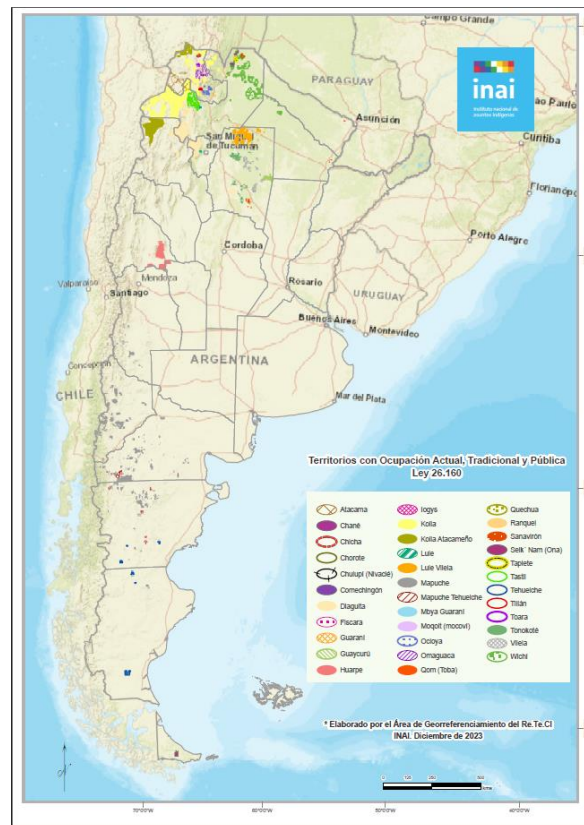 Campo Grande
PARAGUAY
inai
instituto nacional de
asuntos indígenas
ao Paulo
Asunción
Curitiba
San Miguel
de Tucumán
Florianópol
Porto Alegre
Cordoba
Mendoza
Valparaiso
Santiago
Rosario
URUGUAY
Buenos Aires
Montevideo
ARGENTINA
Concepción
CHILE
Mar del Plata
Territorios con Ocupación Actual, Tradicional y Pública
Ley 26.160
Atacama
Chané
Chicha
Chorote
Chulupí (Nivaclé)
Comechingón
Diaguita
Fiscara
Guaraní
Guaycurú
Huarpe
Iogys
Kolla
Kolla Atacameño
Lule
Lule Vilela
Mapuche
Mapuche Tehuelche
Mbya Guaraní
Moqoit (mocoví)
Ocloya
Omaguaca
Qom (Toba)
Quechua
Ranquel
Sanavirón
Selk´ Nam (Ona)
Tapiete
Tastil
Tehuelche
Tilián
Toara
Tonokoté
Vilela
Wichi
* Elaborado por el Área de Georreferenciamiento del Re.Te.CI
INAI. Diciembre de 2023